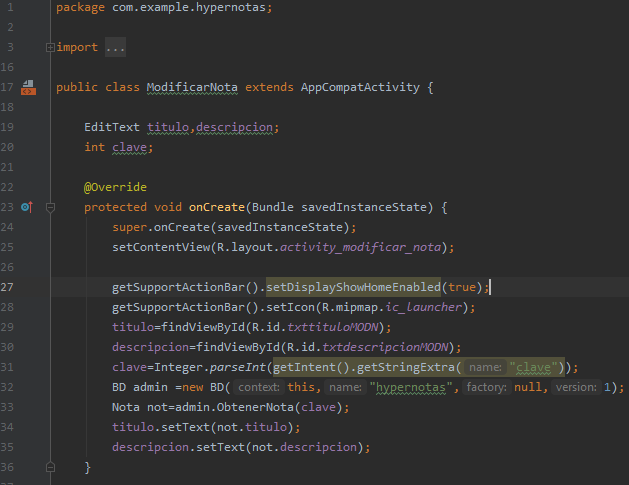 1 package com.example.hypernotas;
2
3 import ...
16
17 public class ModificarNota extends AppCompatActivity {
18
19 EditText titulo,descripcion;
20 int clave;
21
22 @Override
23 protected void onCreate(Bundle savedInstanceState) {
24 super.onCreate(savedInstanceState);
25 setContentView(R.layout.activity_modificar_nota);
26
27 getSupportActionBar().setDisplayShowHomeEnabled(true);
28 getSupportActionBar().setIcon(R.mipmap.ic_launcher);
29 titulo=findViewById(R.id.txttituloMODN);
30 descripcion=findViewById(R.id.txtdescripcionMODN);
31 clave=Integer.parseInt(getIntent().getStringExtra( name: "clave"));
32 BD admin =new BD( context: this, name: "hypernotas", factory: null, version: 1);
33 Nota not=admin.ObtenerNota(clave);
34 titulo.setText(not.titulo);
35 descripcion.setText(not.descripcion);
36 }